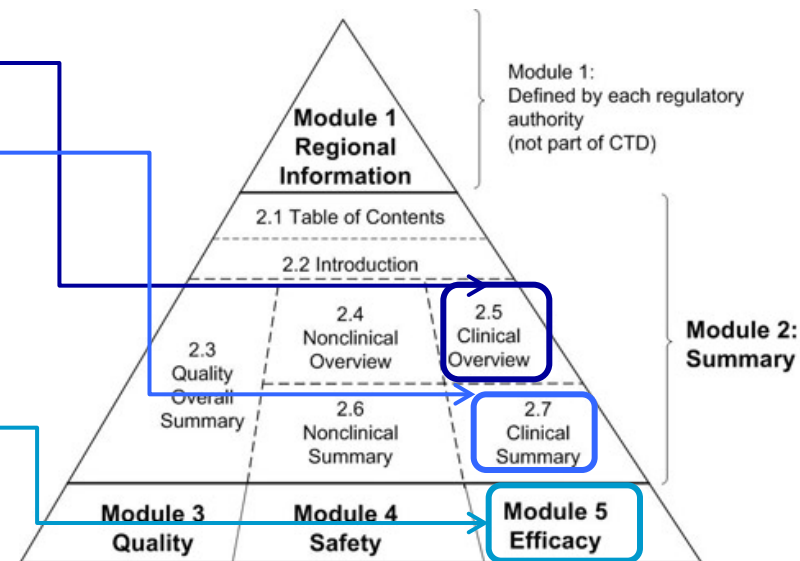 Module 1
Regional
Information
Module 1:
Defined by each regulatory
authority
(not part of CTD)
2.1 Table of Contents
2.2 Introduction
2.3
Quality
Overall
Summary
2.4
Nonclinical
Overview
2.5
Clinical
Overview
2.6
Nonclinical
Summary
2.7
Clinical
Summary
Module 2:
Summary
Module 3
Quality
Module 4
Safety
Module 5
Efficacy